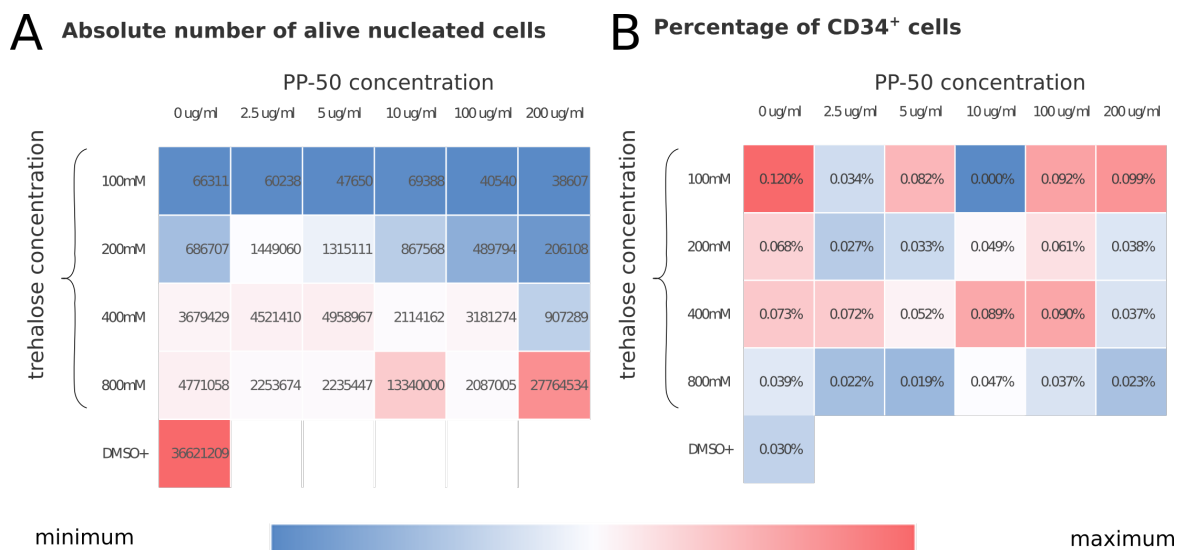 A Absolute number of alive nucleated cells
PP-50 concentration
0 ug/ml 2.5 ug/ml 5 ug/ml 10 ug/ml 100 ug/ml 200 ug/ml
trehalose concentration
100mM 66311 60238 47650 69388 40540 38607
200mM 686707 1449060 1315111 867568 489794 206108
400mM 3679429 4521410 4958967 2114162 3181274 907289
800mM 4771058 2253674 2235447 13340000 2087005 27764534
DMSO+ 36621209
B Percentage of CD34⁺ cells
PP-50 concentration
0 ug/ml 2.5 ug/ml 5 ug/ml 10 ug/ml 100 ug/ml 200 ug/ml
trehalose concentration
100mM 0.120% 0.034% 0.082% 0.000% 0.092% 0.099%
200mM 0.068% 0.027% 0.033% 0.049% 0.061% 0.038%
400mM 0.073% 0.072% 0.052% 0.089% 0.090% 0.037%
800mM 0.039% 0.022% 0.019% 0.047% 0.037% 0.023%
DMSO+ 0.030%
minimum maximum